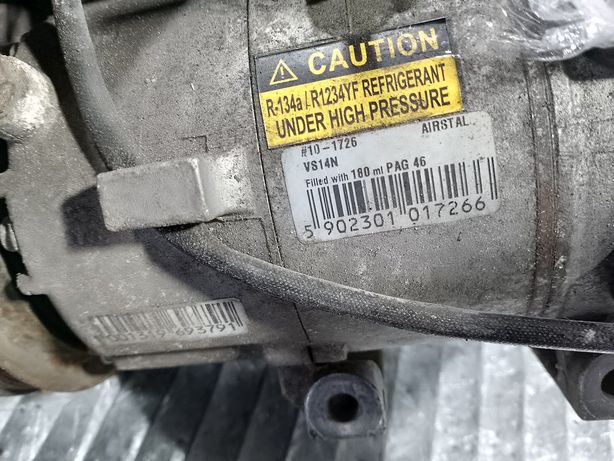 ⚠ CAUTION
R-134a / R1234YF REFRIGERANT
UNDER HIGH PRESSURE
#10-1726 AIRSTAL
VS14N
Filled with 180 ml PAG 46
5 902301 017266